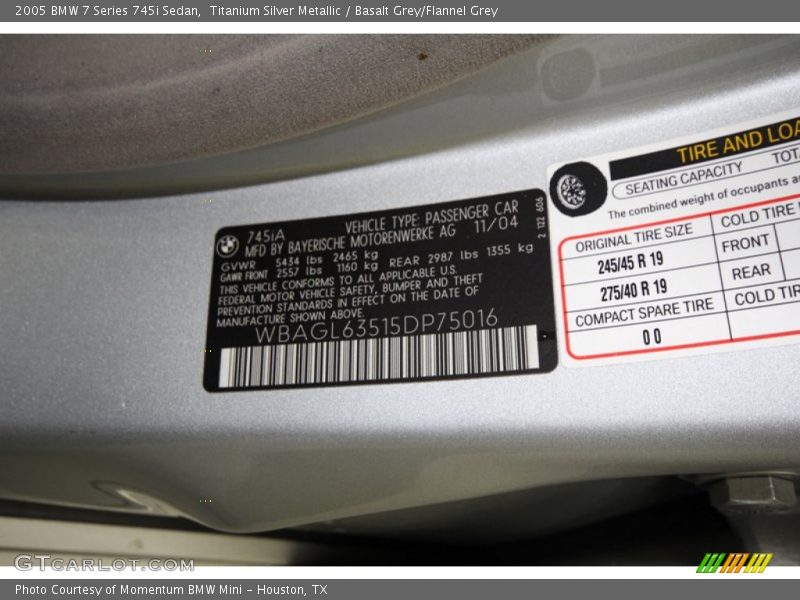 2005 BMW 7 Series 745i Sedan,  Titanium Silver Metallic / Basalt Grey/Flannel Grey
745iA VEHICLE TYPE: PASSENGER CAR
MFD BY BAYERISCHE MOTORENWERKE AG 11/04
GVWR 5434 lbs 2465 kg
GAWR FRONT 2557 lbs 1160 kg REAR 2987 lbs 1355 kg
THIS VEHICLE CONFORMS TO ALL APPLICABLE U.S.
FEDERAL MOTOR VEHICLE SAFETY, BUMPER AND THEFT
PREVENTION STANDARDS IN EFFECT ON THE DATE OF
MANUFACTURE SHOWN ABOVE.
WBAGL63515DP75016
2 122 606
TIRE AND LOA
SEATING CAPACITY TOT
The combined weight of occupants a
ORIGINAL TIRE SIZE COLD TIRE
245/45 R 19 FRONT
275/40 R 19 REAR
COMPACT SPARE TIRE COLD TIR
0 0
GTCARLOT.COM
Photo Courtesy of Momentum BMW Mini - Houston, TX